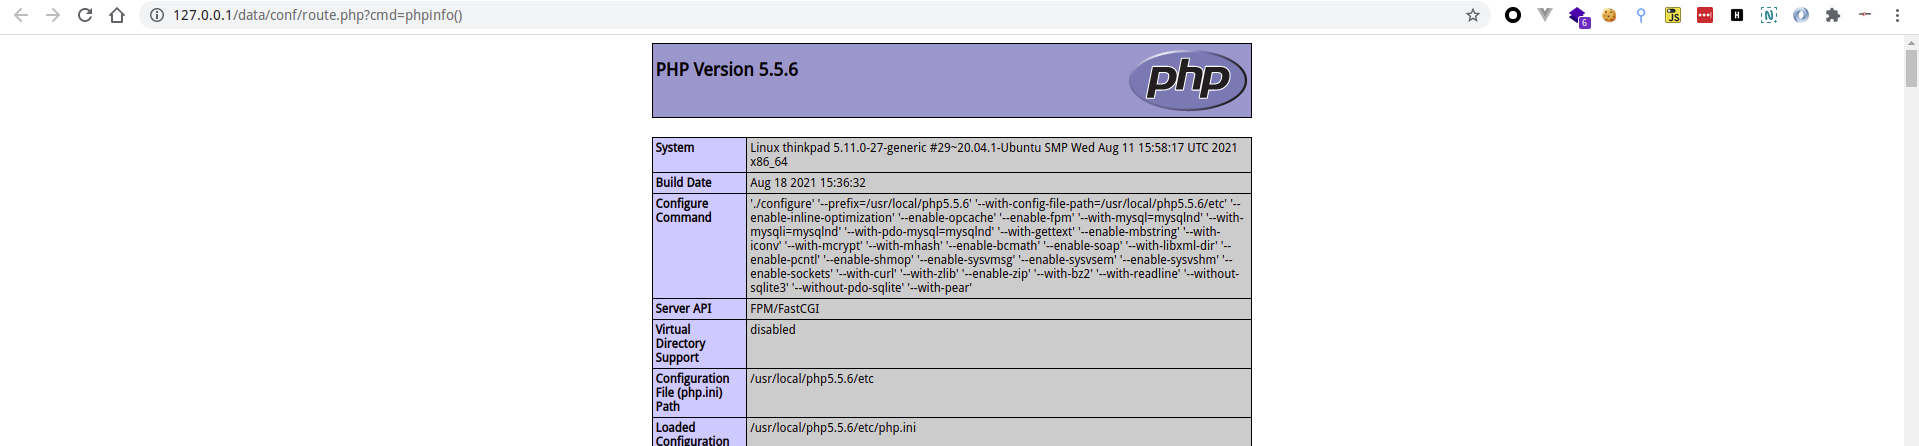 127.0.0.1/data/conf/route.php?cmd=phpinfo()
6
JS
H
N
PHP Version 5.5.6
php
System
Linux thinkpad 5.11.0-27-generic #29~20.04.1-Ubuntu SMP Wed Aug 11 15:58:17 UTC 2021
x86_64
Build Date
Aug 18 2021 15:36:32
Configure
Command
'./configure' '--prefix=/usr/local/php5.5.6' '--with-config-file-path=/usr/local/php5.5.6/etc' '--
enable-inline-optimization' '--enable-opcache' '--enable-fpm' '--with-mysql=mysqlnd' '--with-
mysqli=mysqlnd' '--with-pdo-mysql=mysqlnd' '--with-gettext' '--enable-mbstring' '--with-
iconv' '--with-mcrypt' '--with-mhash' '--enable-bcmath' '--enable-soap' '--with-libxml-dir' '--
enable-pcntl' '--enable-shmop' '--enable-sysvmsg' '--enable-sysvsem' '--enable-sysvshm' '--
enable-sockets' '--with-curl' '--with-zlib' '--enable-zip' '--with-bz2' '--with-readline' '--without-
sqlite3' '--without-pdo-sqlite' '--with-pear'
Server API
FPM/FastCGI
Virtual
Directory
Support
disabled
Configuration
File (php.ini)
Path
/usr/local/php5.5.6/etc
Loaded
Configuration
/usr/local/php5.5.6/etc/php.ini